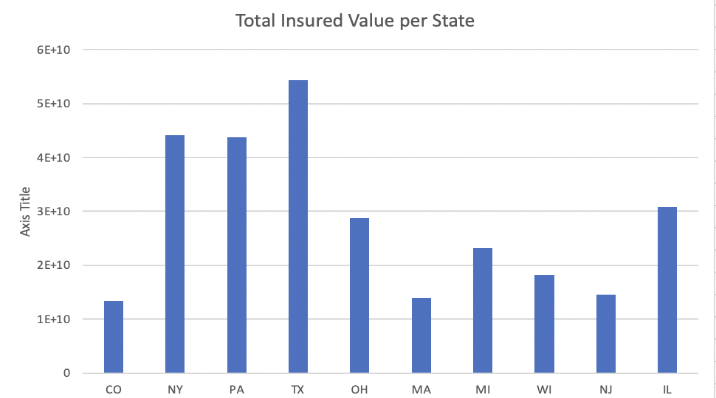 Total Insured Value per State
6E+10
5E+10
4E+10
3E+10
2E+10
1E+10
0
Axis Title
CO NY PA TX OH MA MI WI NJ IL